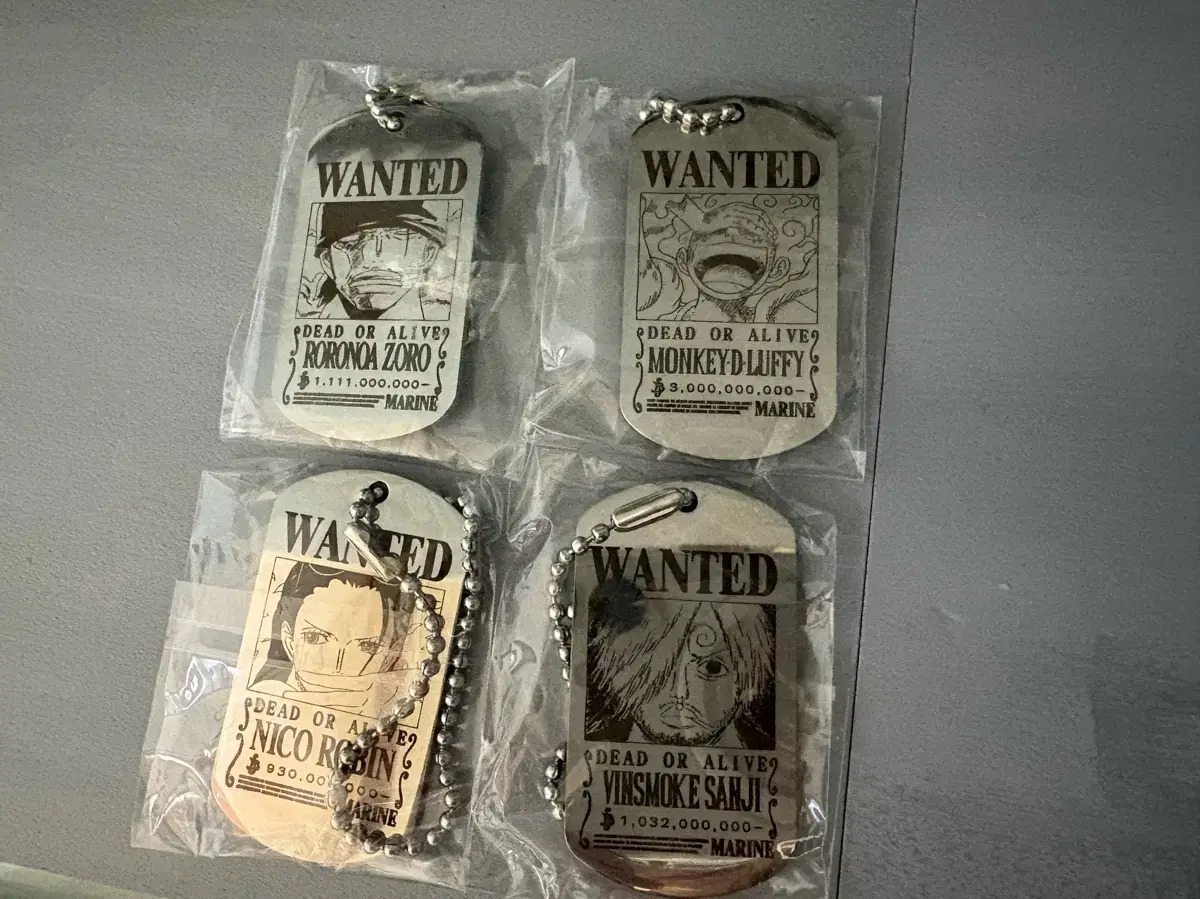 WANTED
DEAD OR ALIVE
RORONOA ZORO
1,111,000,000-
MARINE
WANTED
DEAD OR ALIVE
MONKEY·D·LUFFY
3,000,000,000-
MARINE
WANTED
DEAD OR ALIVE
NICO ROBIN
MARINE
WANTED
DEAD OR ALIVE
VINSMOKE SANJI
1,032,000,000-
MARINE